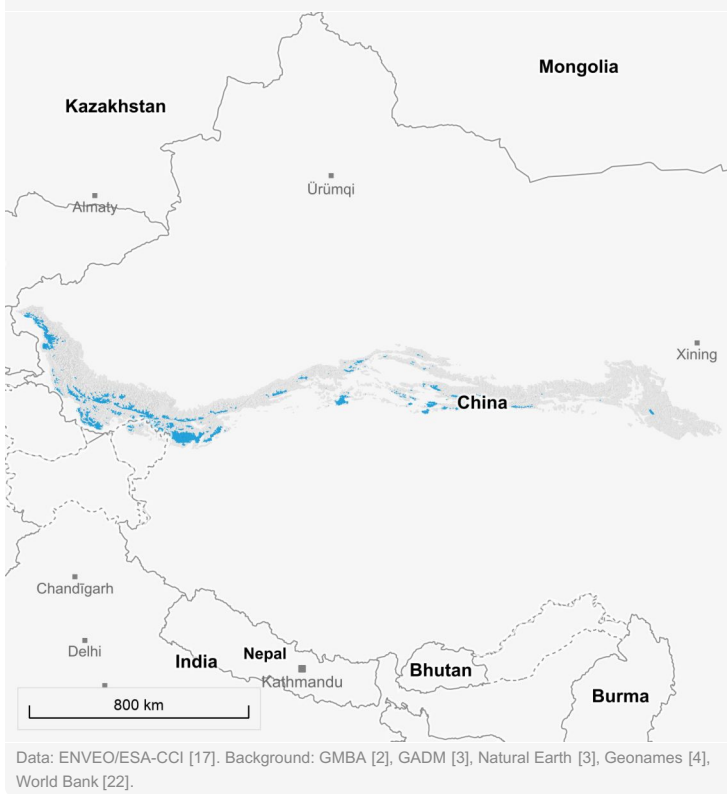 Mongolia
Kazakhstan
Ürümqi
Almaty
Xining
China
Chandīgarh
Delhi
India
Nepal
Kathmandu
Bhutan
Burma
800 km
Data: ENVEO/ESA-CCI [17]. Background: GMBA [2], GADM [3], Natural Earth [3], Geonames [4],
World Bank [22].